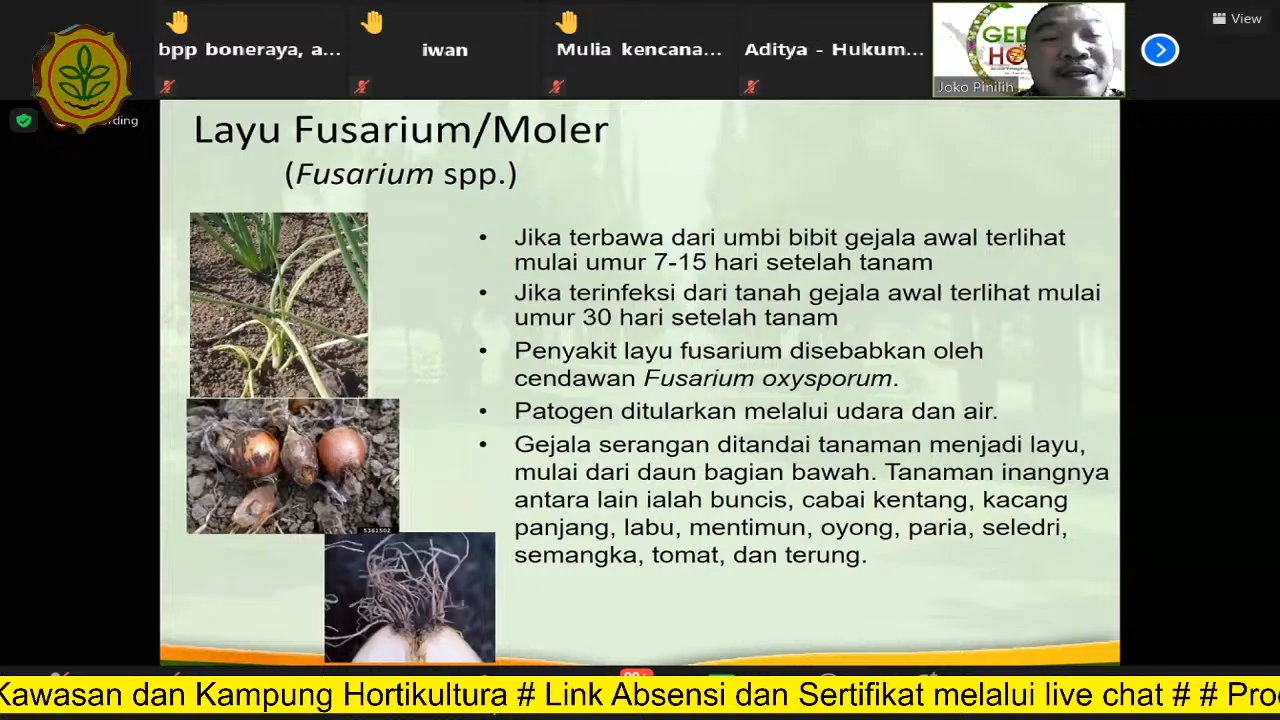 bpp boneraya, a...
iwan
Mulia kencana...
Aditya - Hukum...
Joko Pinilih
View
Layu Fusarium/Moler
(Fusarium spp.)
• Jika terbawa dari umbi bibit gejala awal terlihat
mulai umur 7-15 hari setelah tanam
• Jika terinfeksi dari tanah gejala awal terlihat mulai
umur 30 hari setelah tanam
• Penyakit layu fusarium disebabkan oleh
cendawan Fusarium oxysporum.
• Patogen ditularkan melalui udara dan air.
• Gejala serangan ditandai tanaman menjadi layu,
mulai dari daun bagian bawah. Tanaman inangnya
antara lain ialah buncis, cabai kentang, kacang
panjang, labu, mentimun, oyong, paria, seledri,
semangka, tomat, dan terung.
5361502
Kawasan dan Kampung Hortikultura # Link Absensi dan Sertifikat melalui live chat # # Pro